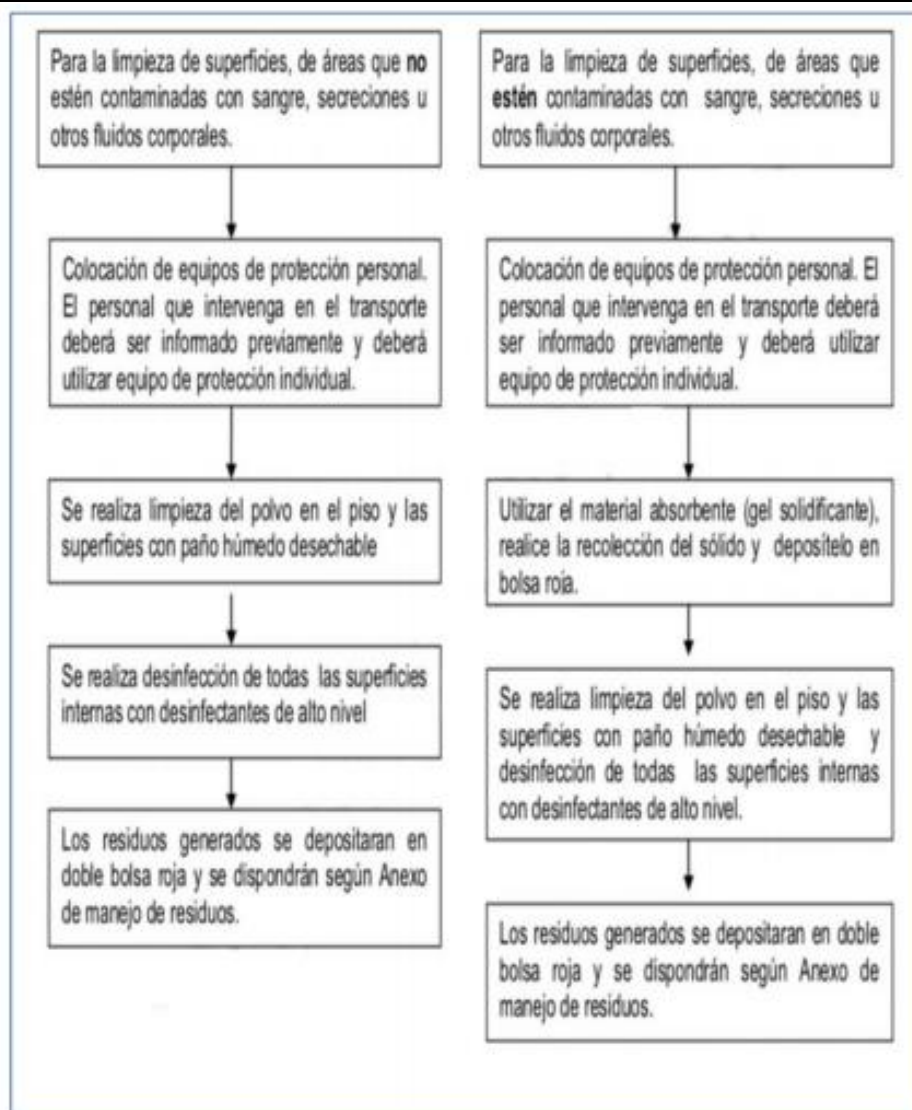 Para la limpieza de superficies, de áreas que no
estén contaminadas con sangre, secreciones u
otros fluidos corporales.
Colocación de equipos de protección personal.
El personal que intervenga en el transporte
deberá ser informado previamente y deberá
utilizar equipo de protección individual.
Se realiza limpieza del polvo en el piso y las
superficies con paño húmedo desechable
Se realiza desinfección de todas las superficies
internas con desinfectantes de alto nivel
Los residuos generados se depositaran en
doble bolsa roja y se dispondrán según Anexo
de manejo de residuos.
Para la limpieza de superficies, de áreas que
estén contaminadas con sangre, secreciones u
otros fluidos corporales.
Colocación de equipos de protección personal. El
personal que intervenga en el transporte deberá
ser informado previamente y deberá utilizar
equipo de protección individual.
Utilizar el material absorbente (gel solidificante),
realice la recolección del sólido y deposítelo en
bolsa roja.
Se realiza limpieza del polvo en el piso y las
superficies con paño húmedo desechable y
desinfección de todas las superficies internas
con desinfectantes de alto nivel.
Los residuos generados se depositaran en doble
bolsa roja y se dispondrán según Anexo de
manejo de residuos.